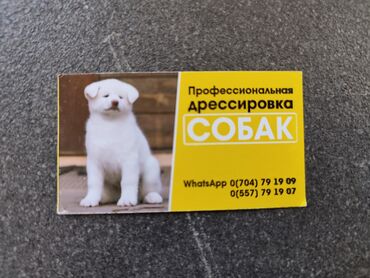 Профессиональная
дрессировка
СОБАК
WhatsApp 0(704) 79 19 09
0(557) 79 19 07